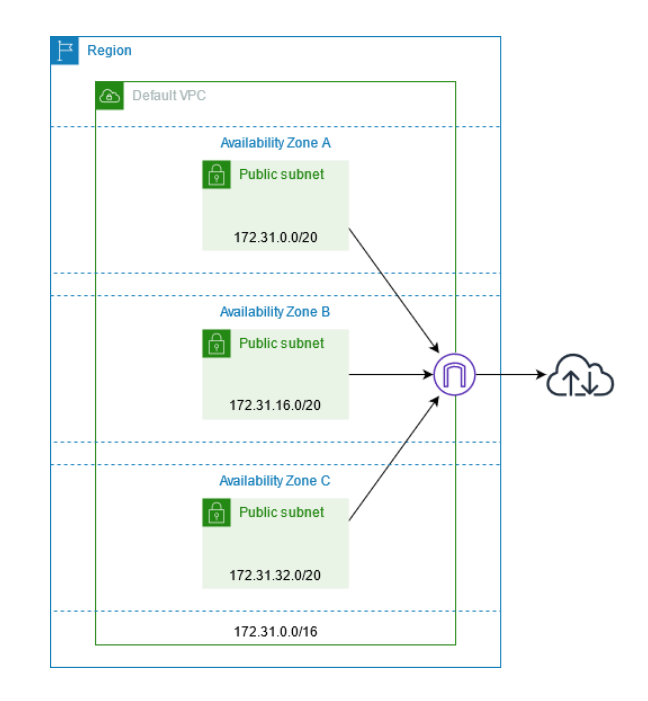 Region
Default VPC
Availability Zone A
Public subnet
172.31.0.0/20
Availability Zone B
Public subnet
172.31.16.0/20
Availability Zone C
Public subnet
172.31.32.0/20
172.31.0.0/16